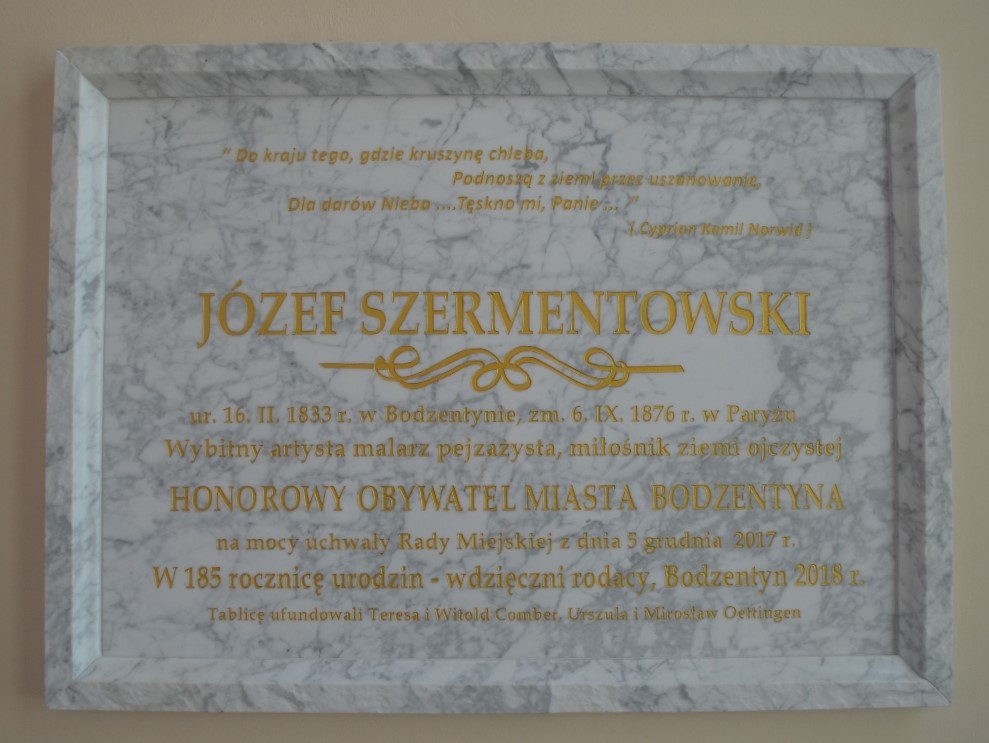 " Do kraju tego, gdzie kruszynę chleba,
Podnoszą z ziemi przez uszanowanie,
Dla darów Nieba ....Tęskno mi, Panie ... "
( Cyprian Kamil Norwid )
JÓZEF SZERMENTOWSKI
ur. 16. II. 1833 r. w Bodzentynie, zm. 6. IX. 1876 r. w Paryżu
Wybitny artysta malarz pejzażysta, miłośnik ziemi ojczystej
HONOROWY OBYWATEL MIASTA BODZENTYNA
na mocy uchwały Rady Miejskiej z dnia 5 grudnia 2017 r.
W 185 rocznicę urodzin - wdzięczni rodacy, Bodzentyn 2018 r.
Tablicę ufundowali Teresa i Witold Comber, Urszula i Mirosław Oettingen